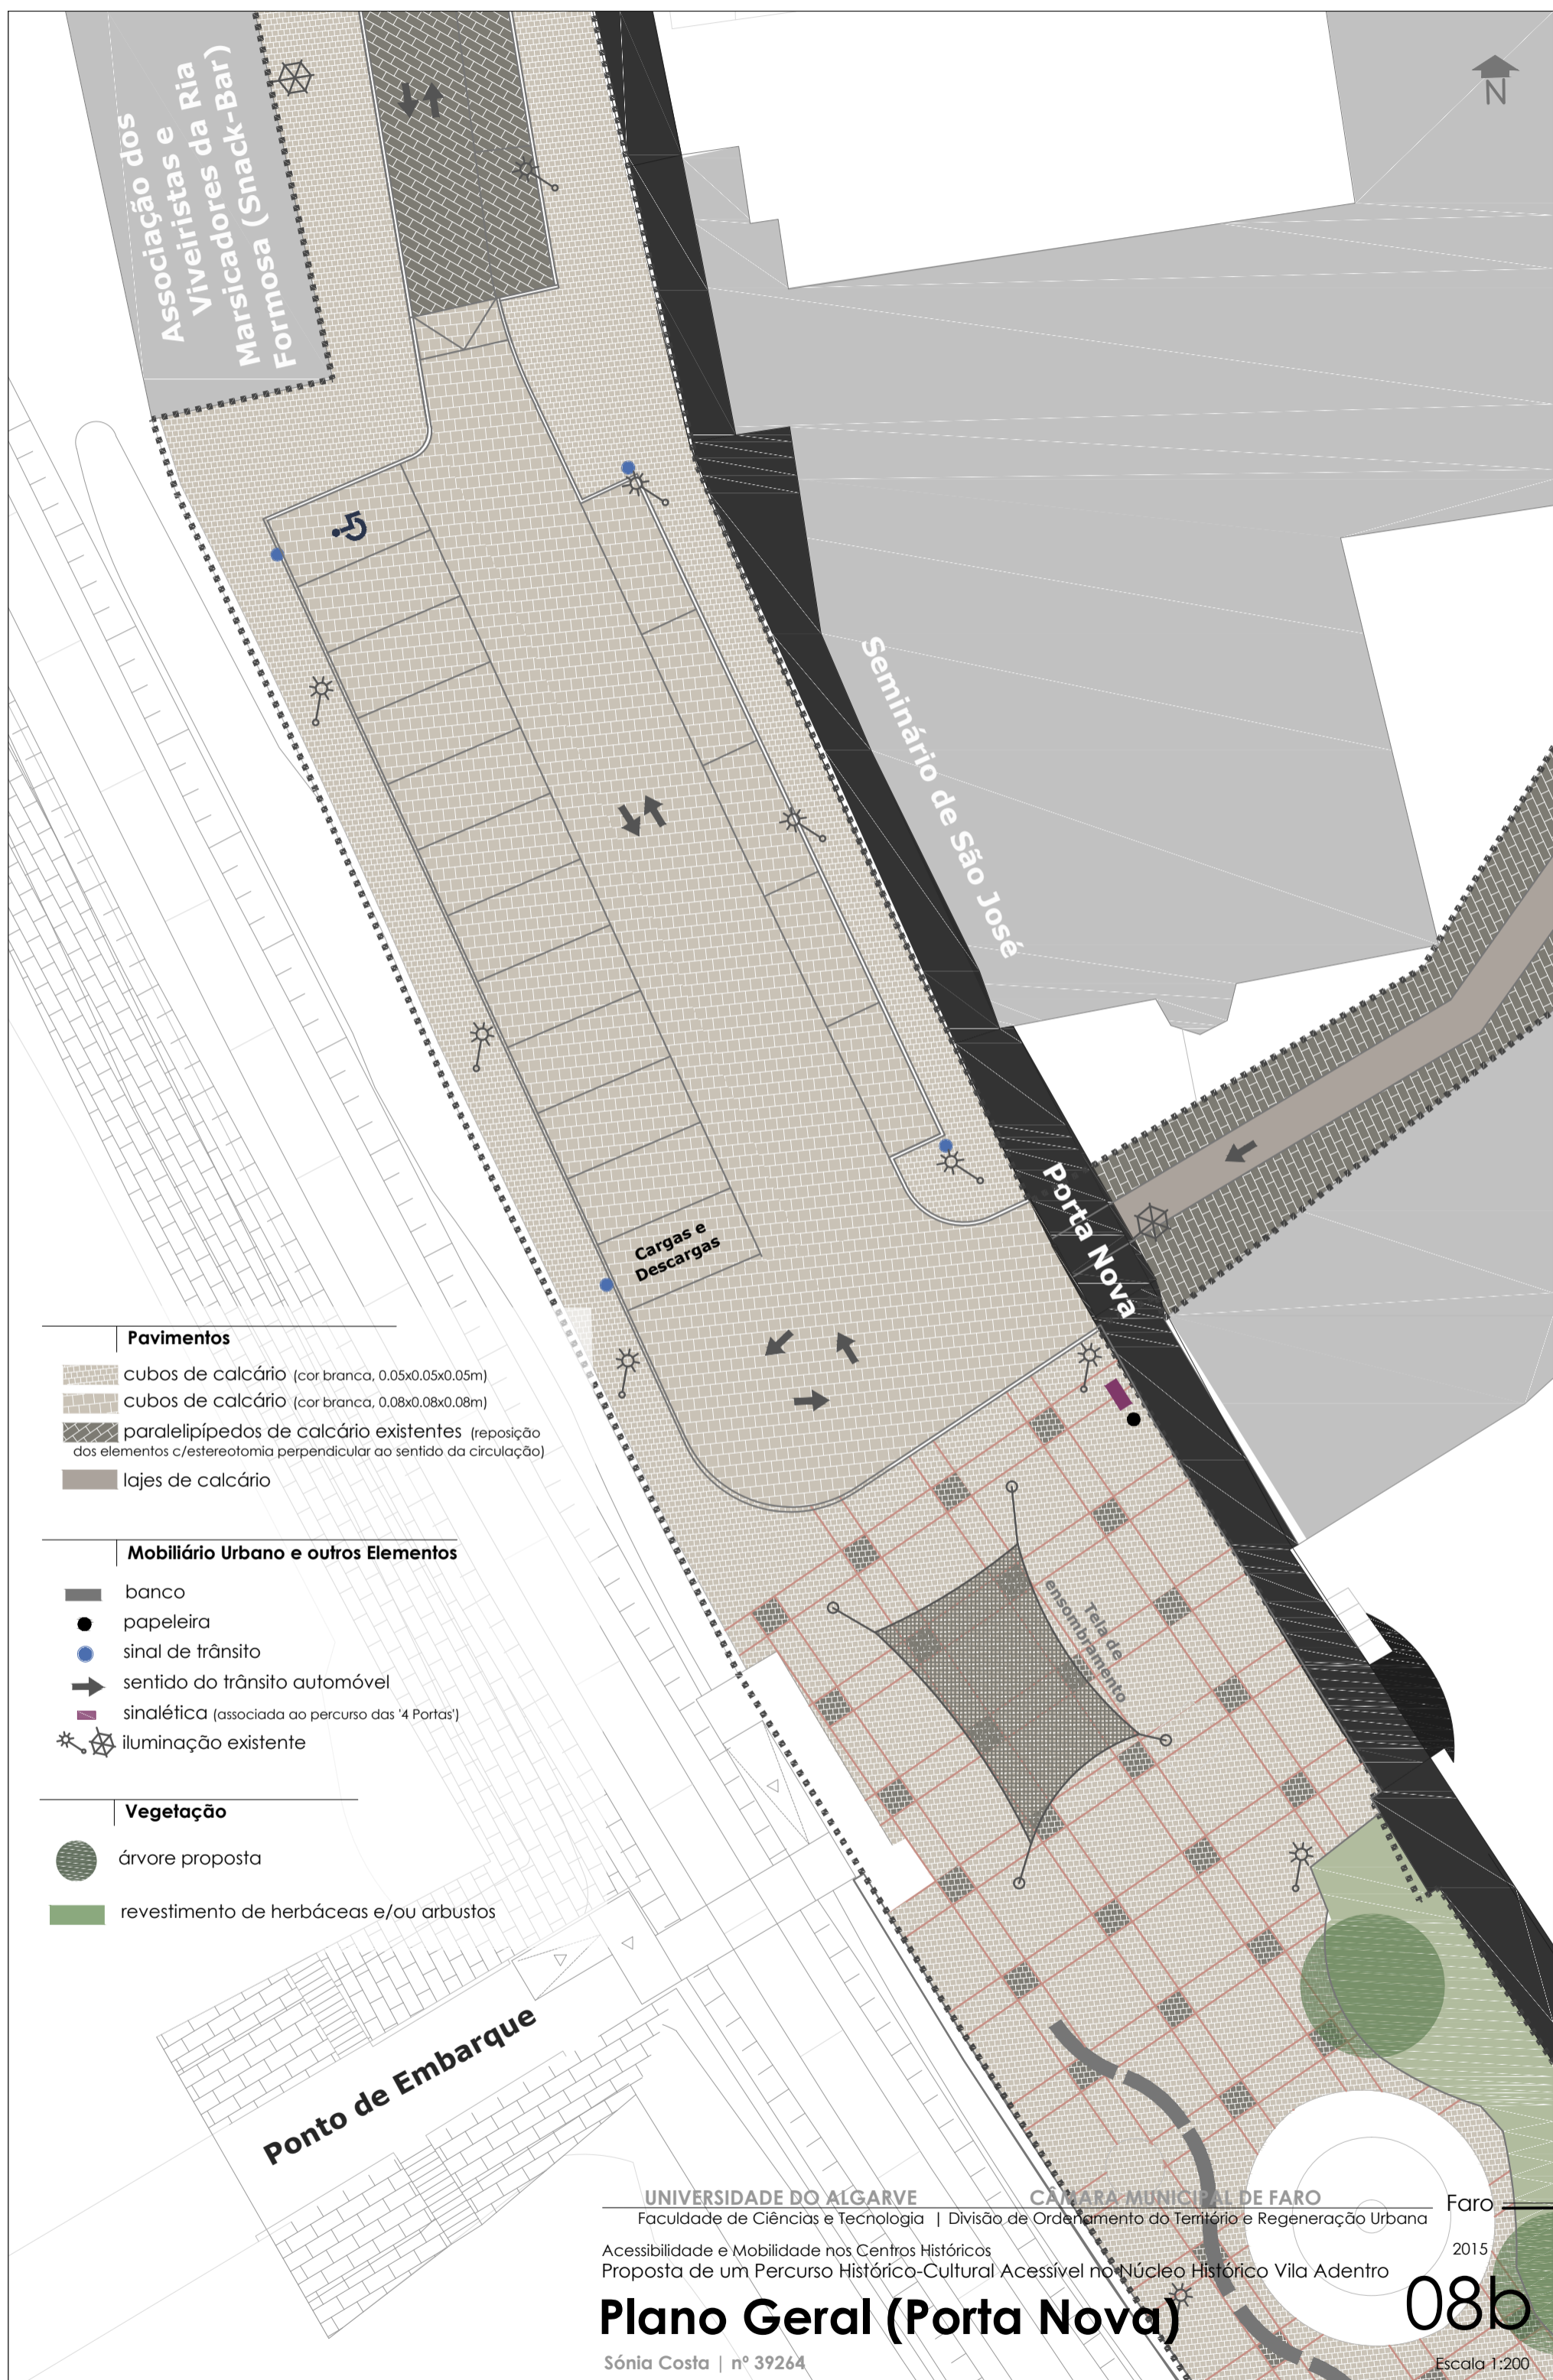 Associação dos
Viveiristas e
Viveiradores da Ria
Marsicadores da Ria
Formosa (Snack-Bar)
N
Seminário de São José
Porta Nova
Cargas e
Descargas
Tela de
ensombramento
Pavimentos
cubos de calcário (cor branca, 0.05x0.05x0.05m)
cubos de calcário (cor branca, 0.08x0.08x0.08m)
paralelipípedos de calcário existentes (reposição
dos elementos c/estereotomia perpendicular ao sentido da circulação)
lajes de calcário
Mobiliário Urbano e outros Elementos
banco
papeleira
sinal de trânsito
sentido do trânsito automóvel
sinalética (associada ao percurso das '4 Portas')
iluminação existente
Vegetação
árvore proposta
revestimento de herbáceas e/ou arbustos
Ponto de Embarque
UNIVERSIDADE DO ALGARVE CÂMARA MUNICIPAL DE FARO
Faculdade de Ciências e Tecnologia | Divisão de Ordenamento do Território e Regeneração Urbana
Faro
Acessibilidade e Mobilidade nos Centros Históricos
2015
Proposta de um Percurso Histórico-Cultural Acessível no Núcleo Histórico Vila Adentro
Plano Geral (Porta Nova)
08b
Sónia Costa | nº 39264
Escala 1:200